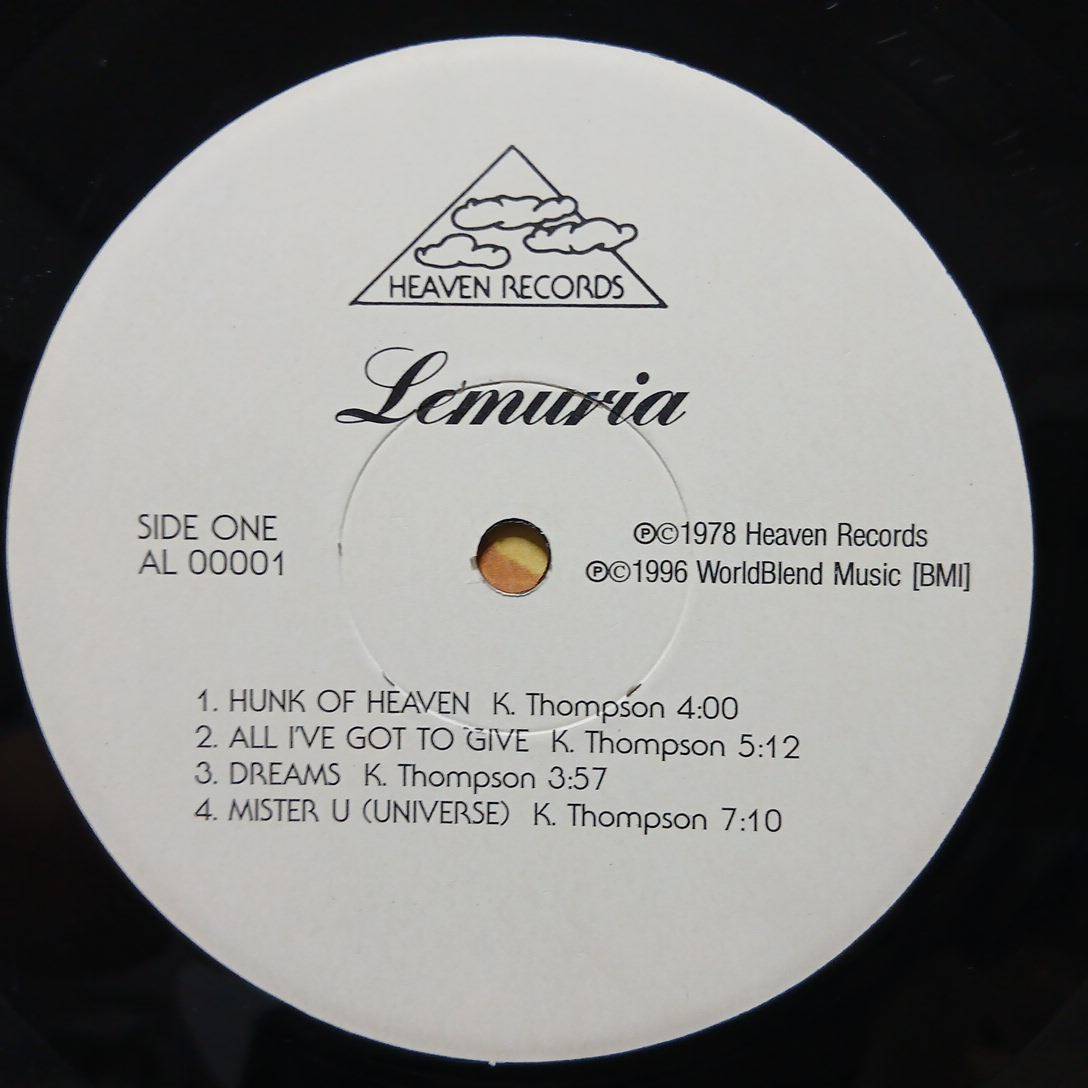 HEAVEN RECORDS
Lemuria
SIDE ONE
AL 00001
℗©1978 Heaven Records
℗©1996 WorldBlend Music [BMI]
1. HUNK OF HEAVEN K. Thompson 4:00
2. ALL I'VE GOT TO GIVE K. Thompson 5:12
3. DREAMS K. Thompson 3:57
4. MISTER U (UNIVERSE) K. Thompson 7:10